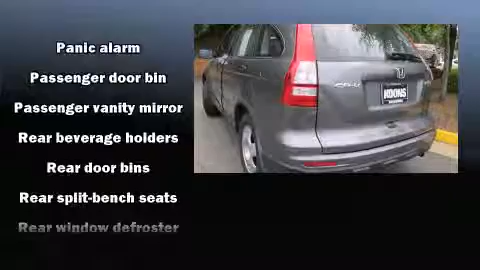 Panic alarm
Passenger door bin
Passenger vanity mirror
Rear beverage holders
Rear door bins
Rear split-bench seats
Rear window defroster
CR-V
KOONS